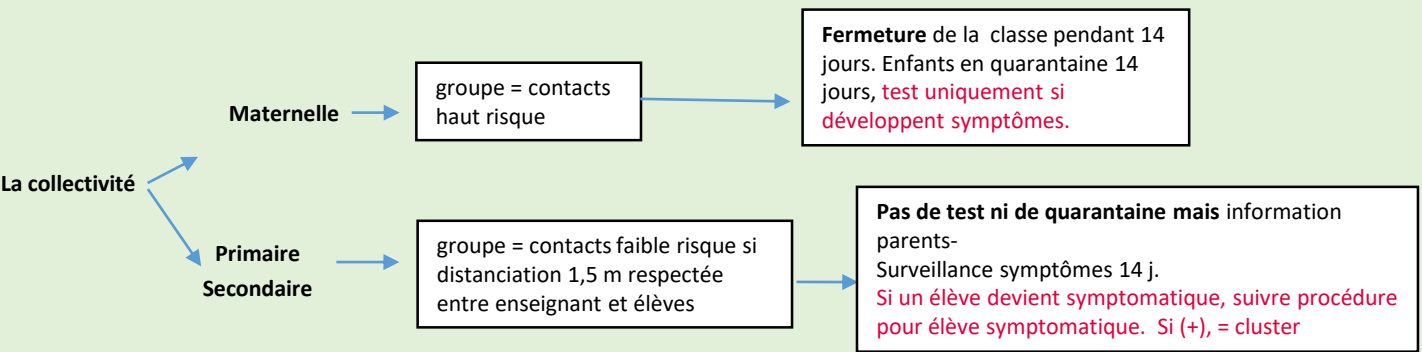 La collectivité
Maternelle
groupe = contacts
haut risque
Fermeture de la classe pendant 14
jours. Enfants en quarantaine 14
jours, test uniquement si
développent symptômes.
Primaire
Secondaire
groupe = contacts faible risque si
distanciation 1,5 m respectée
entre enseignant et élèves
Pas de test ni de quarantaine mais information
parents-
Surveillance symptômes 14 j.
Si un élève devient symptomatique, suivre procédure
pour élève symptomatique. Si (+), = cluster